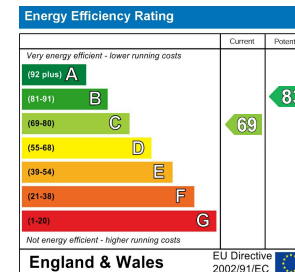 Energy Efficiency Rating
Current
Very energy efficient - lower running costs
(92 plus) A
(81-91) B
(69-80) C
69
(55-68) D
(39-54) E
(21-38) F
(1-20) G
Not energy efficient - higher running costs
England & Wales
EU Directive
2002/91/EC